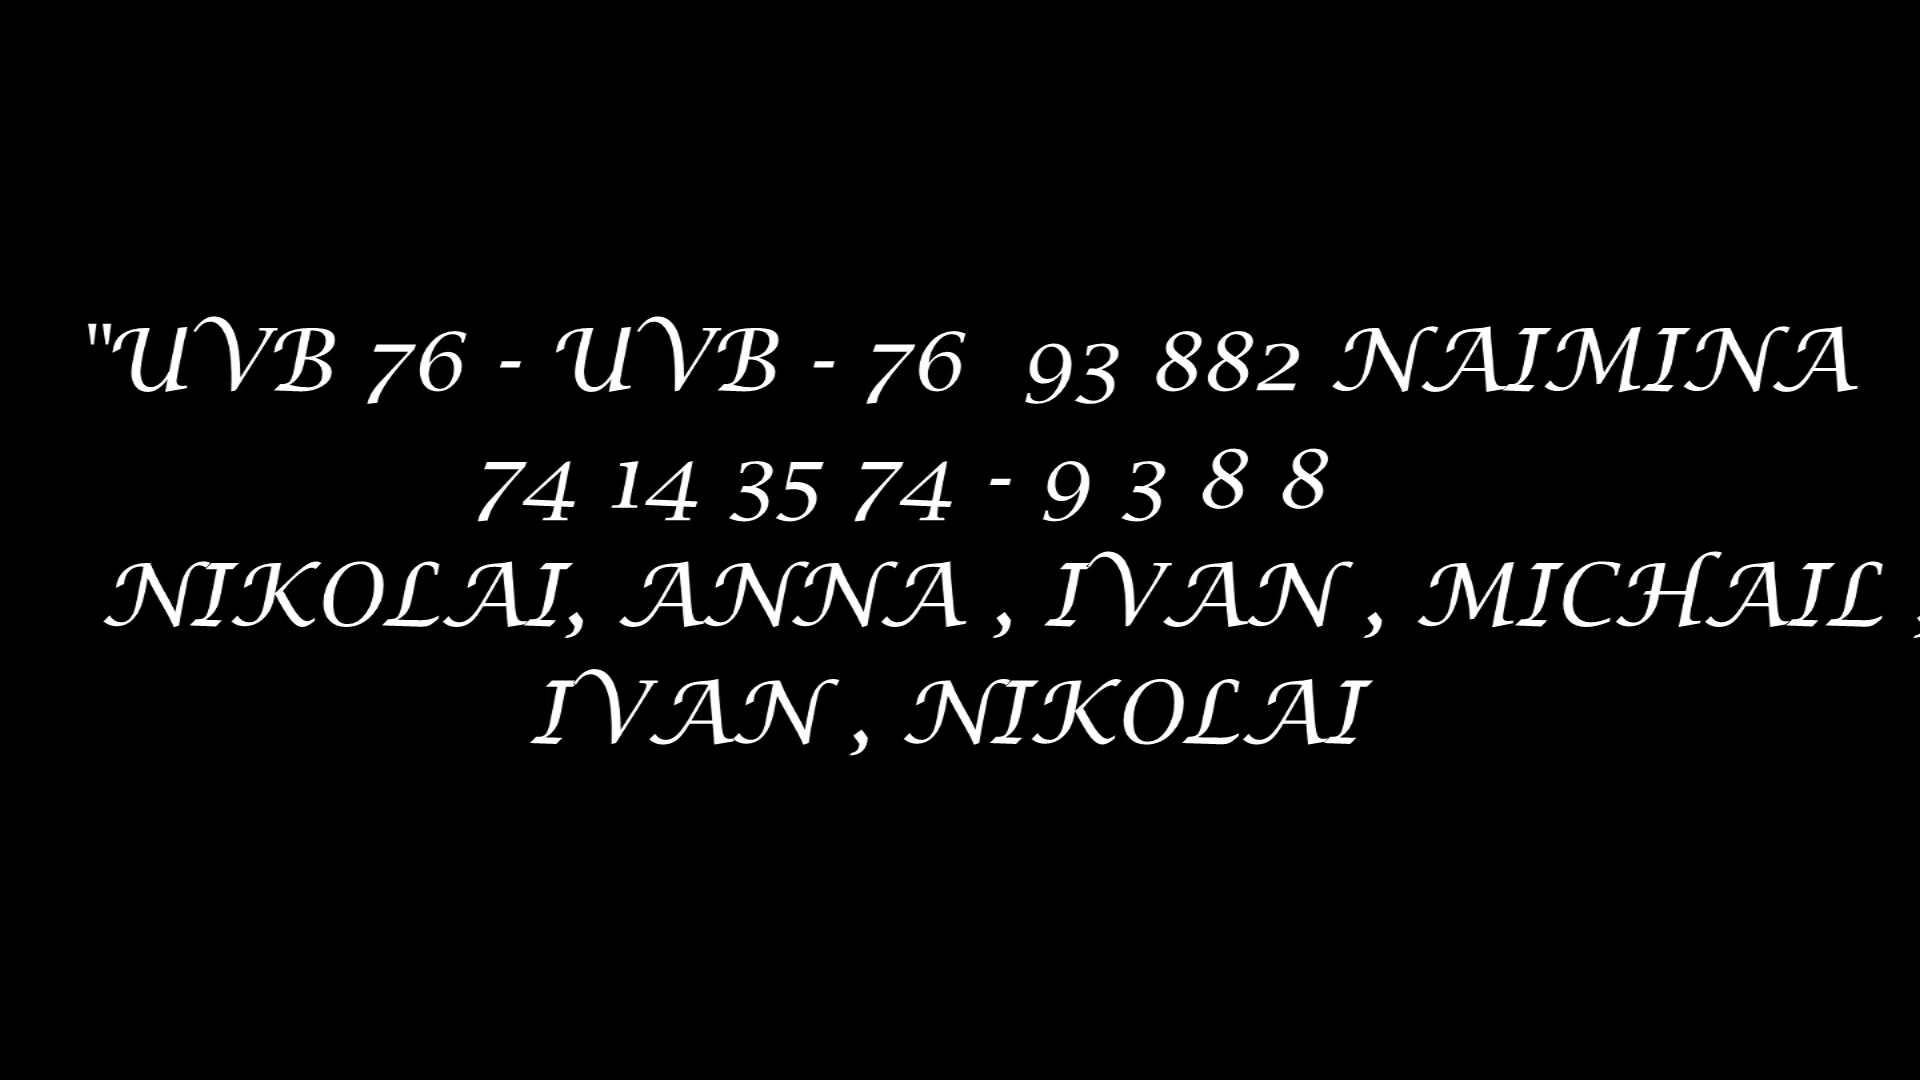 "UVB 76 - UVB - 76  93 882 NAIMINA
74 14 35 74 - 9 3 8 8
NIKOLAI, ANNA , IVAN , MICHAIL ,
IVAN , NIKOLAI